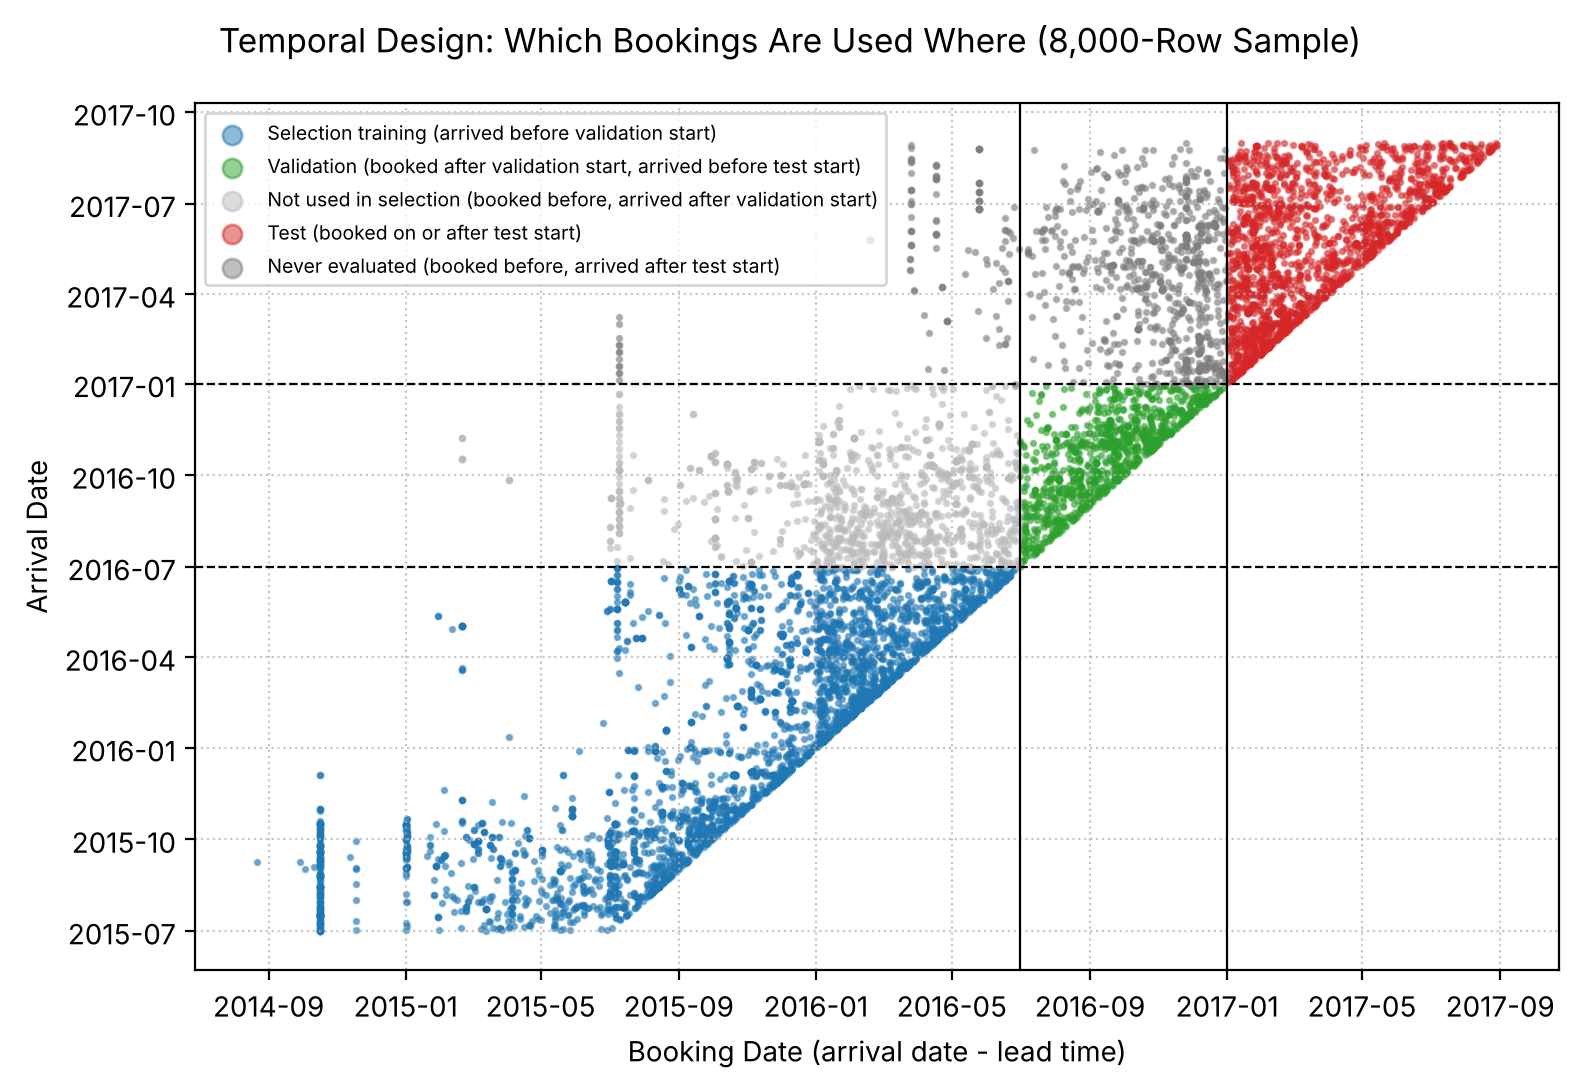 Temporal Design: Which Bookings Are Used Where (8,000-Row Sample)
Selection training (arrived before validation start)
Validation (booked after validation start, arrived before test start)
Not used in selection (booked before, arrived after validation start)
Test (booked on or after test start)
Never evaluated (booked before, arrived after test start)
Arrival Date
2017-10
2017-07
2017-04
2017-01
2016-10
2016-07
2016-04
2016-01
2015-10
2015-07
2014-09
2015-01
2015-05
2015-09
2016-01
2016-05
2016-09
2017-01
2017-05
2017-09
Booking Date (arrival date - lead time)